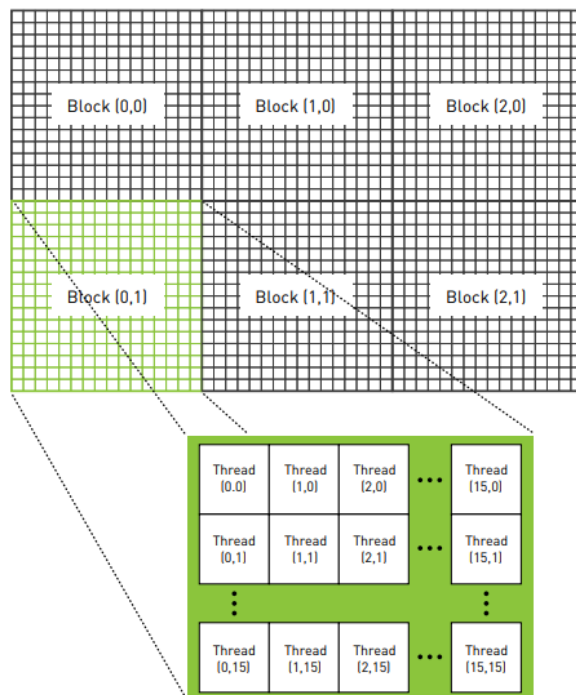 Block (0,0)
Block (1,0)
Block (2,0)
Block (0,1)
Block (1,1)
Block (2,1)
Thread
(0.0)
Thread
(1,0)
Thread
(2,0)
•••
Thread
(15,0)
Thread
(0,1)
Thread
(1,1)
Thread
(2,1)
•••
Thread
(15,1)
Thread
(0,15)
Thread
(1,15)
Thread
(2,15)
•••
Thread
(15,15)